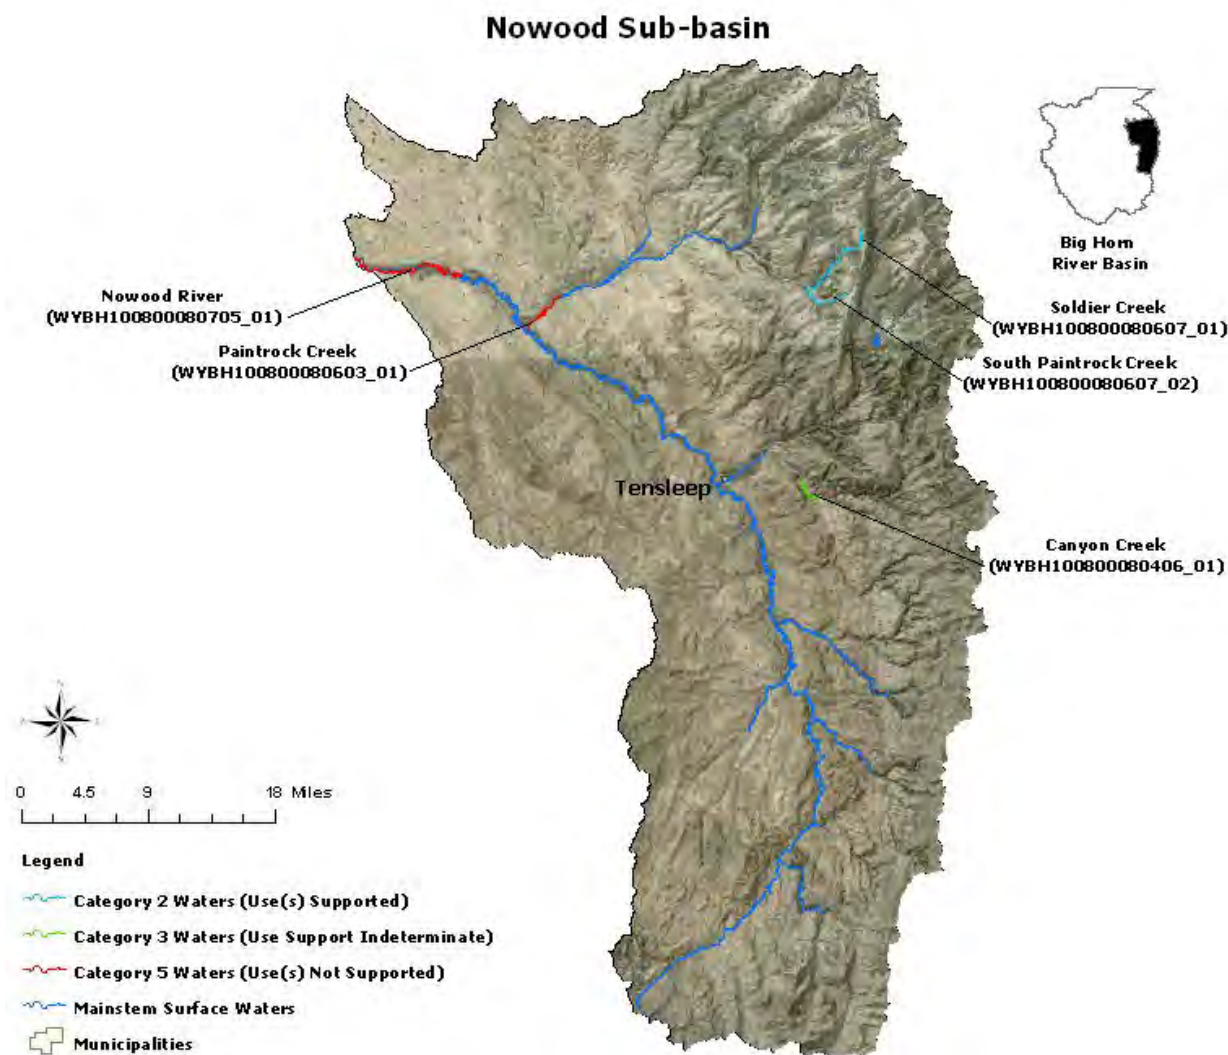 Nowood Sub-basin
Big Horn
River Basin
Nowood River
(WYBH100800080705_01)
Paintrock Creek
(WYBH100800080603_01)
Soldier Creek
(WYBH100800080607_01)
South Paintrock Creek
(WYBH100800080607_02)
Tensleep
Canyon Creek
(WYBH100800080406_01)
0 4.5 9 18 Miles
Legend
Category 2 Waters (Use(s) Supported)
Category 3 Waters (Use Support Indeterminate)
Category 5 Waters (Use(s) Not Supported)
Mainstem Surface Waters
Municipalities